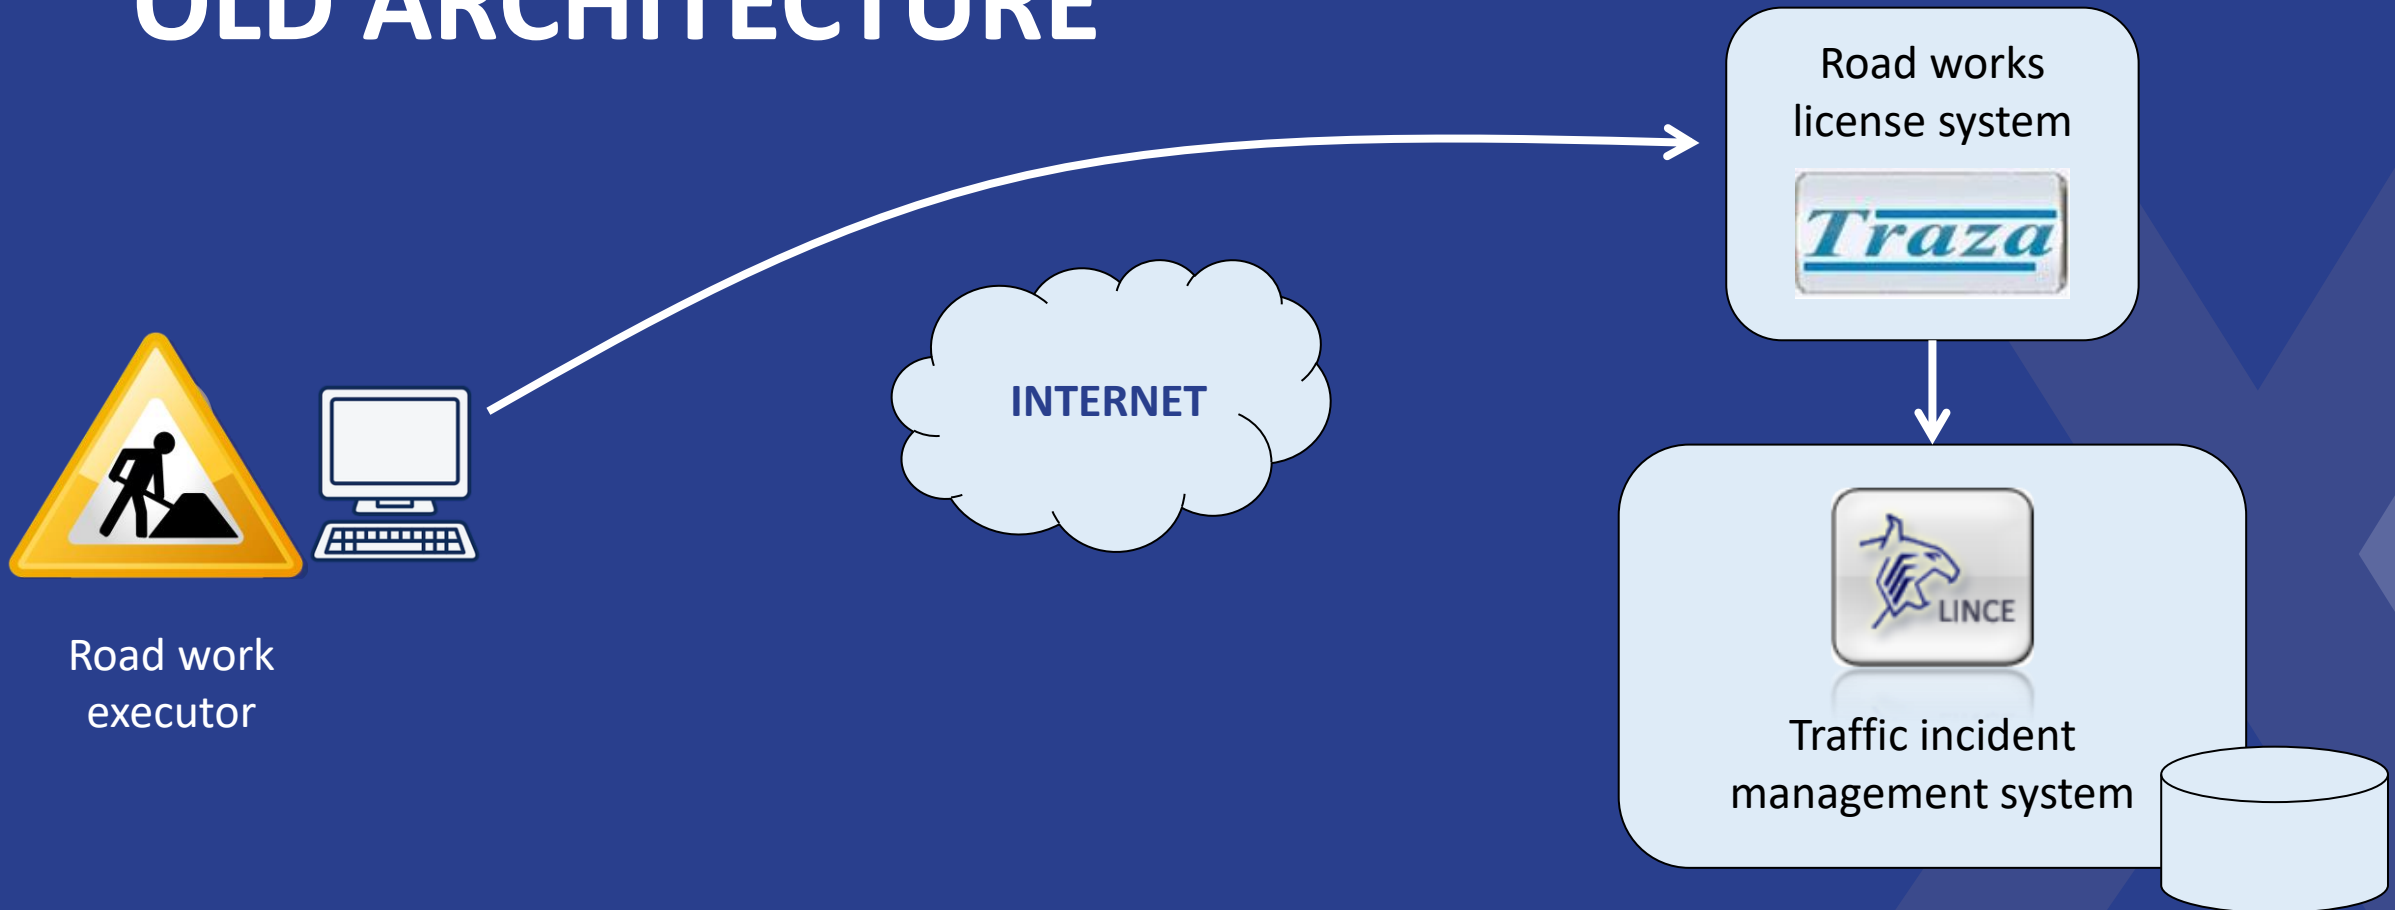 OLD ARCHITECTURE
Road works
license system
Traza
INTERNET
LINCE
Road work
executor
Traffic incident
management system